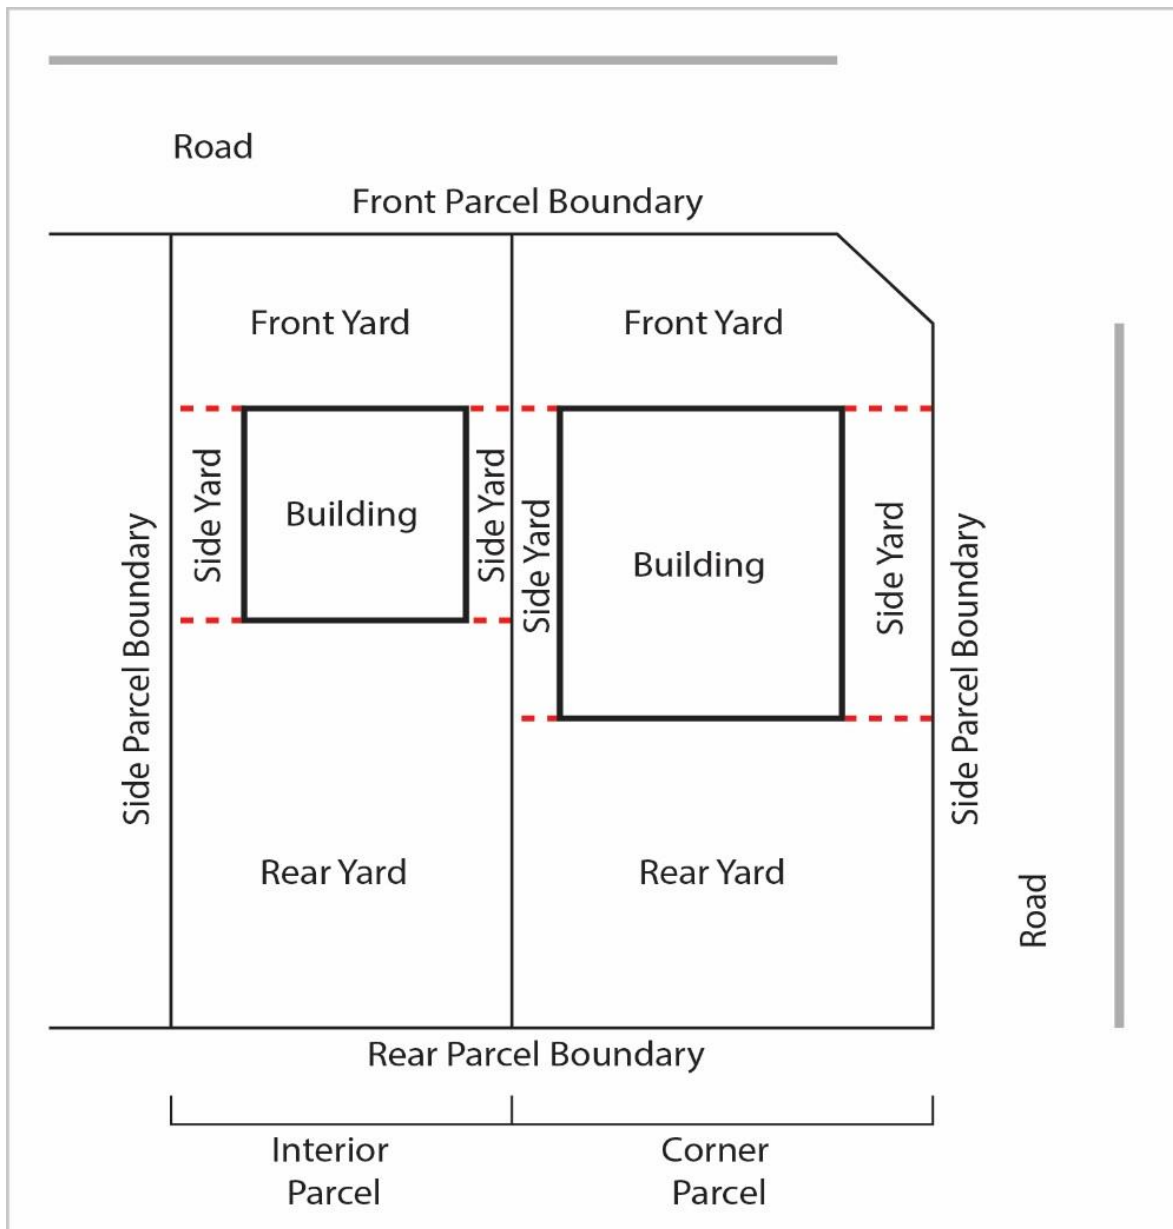 Road
Front Parcel Boundary
Front Yard
Front Yard
Side Yard
Building
Side Yard
Side Yard
Building
Side Yard
Side Parcel Boundary
Side Parcel Boundary
Rear Yard
Rear Yard
Road
Rear Parcel Boundary
Interior
Parcel
Corner
Parcel